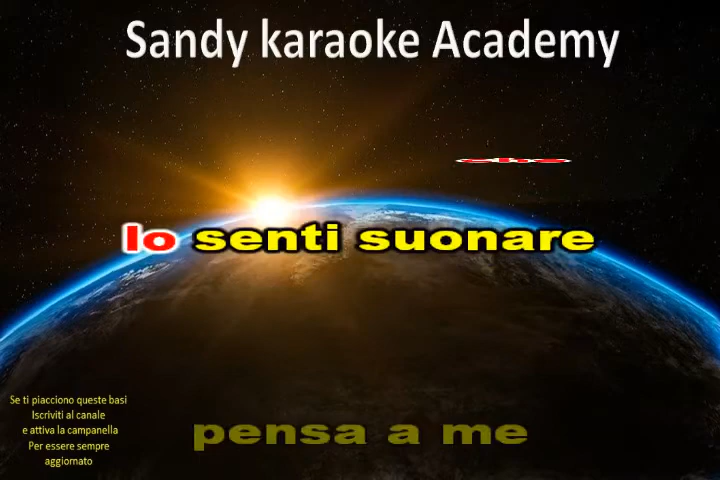 Sandy karaoke Academy
che
lo senti suonare
pensa a me
Se ti piacciono queste basi
Iscriviti al canale
e attiva la campanella
Per essere sempre
aggiornato